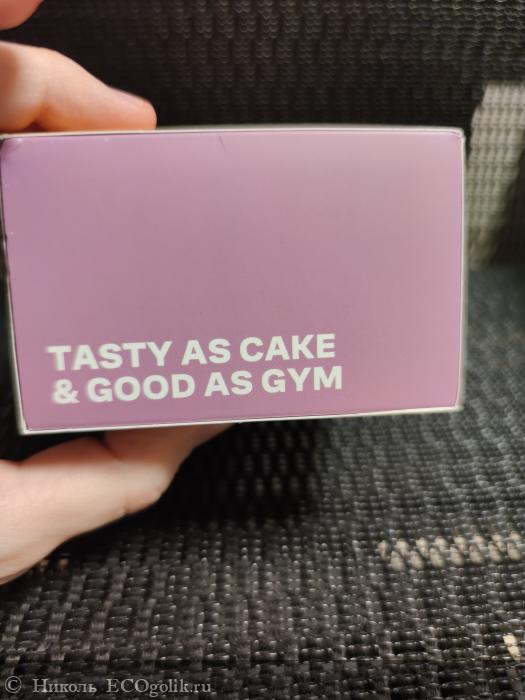 TASTY AS CAKE
& GOOD AS GYM
© Николь ECOgolik.ru